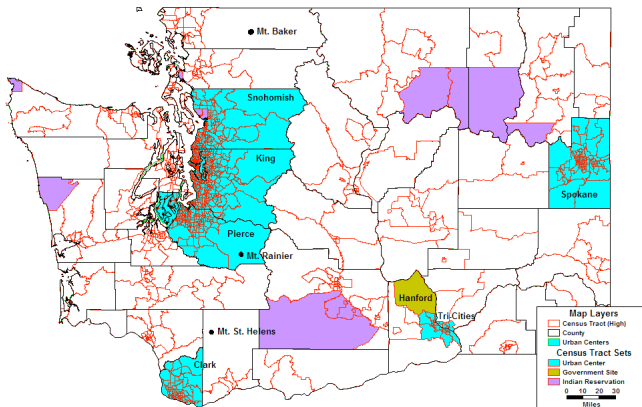 Mt. Baker
Snohomish
King
Spokane
Pierce
Mt. Rainier
Hanford
Tri-Cities
Mt. St. Helens
Clark
Map Layers
Census Tract (High)
County
Urban Centers
Census Tract Sets
Urban Center
Government Site
Indian Reservation
0 10 20 30
Miles